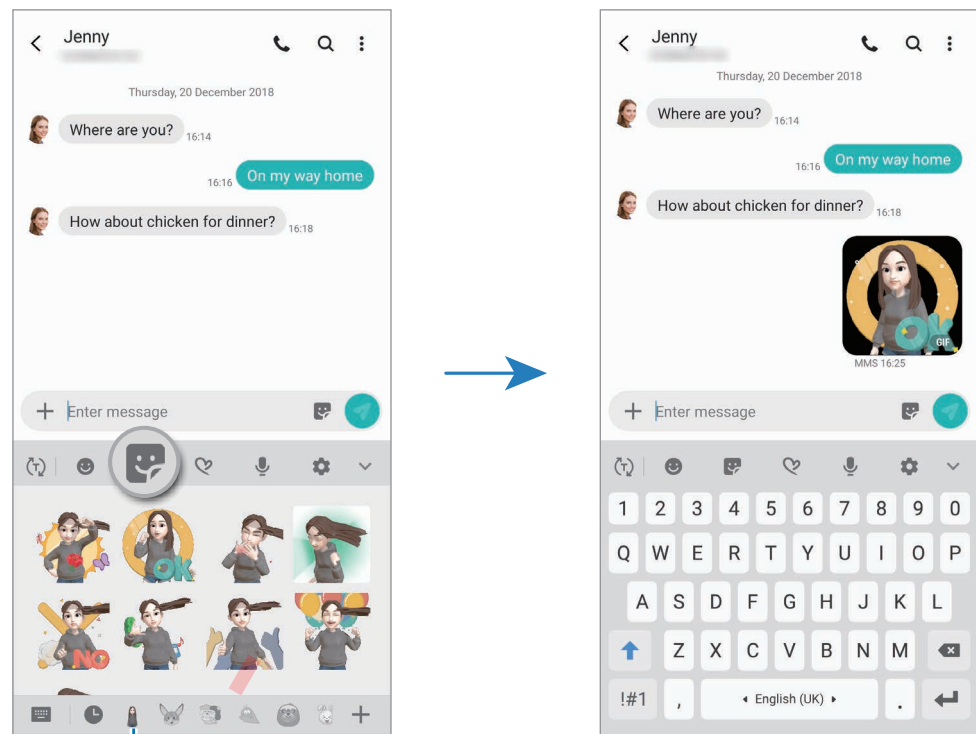 Jenny
Thursday, 20 December 2018
Where are you? 16:14
16:16 On my way home
How about chicken for dinner? 16:18
Enter message
T
OK
NO
Jenny
Thursday, 20 December 2018
Where are you? 16:14
16:16 On my way home
How about chicken for dinner? 16:18
OK
GIF
MMS 16:25
Enter message
T
1 2 3 4 5 6 7 8 9 0
Q W E R T Y U I O P
A S D F G H J K L
Z X C V B N M
!#1 , English (UK) .